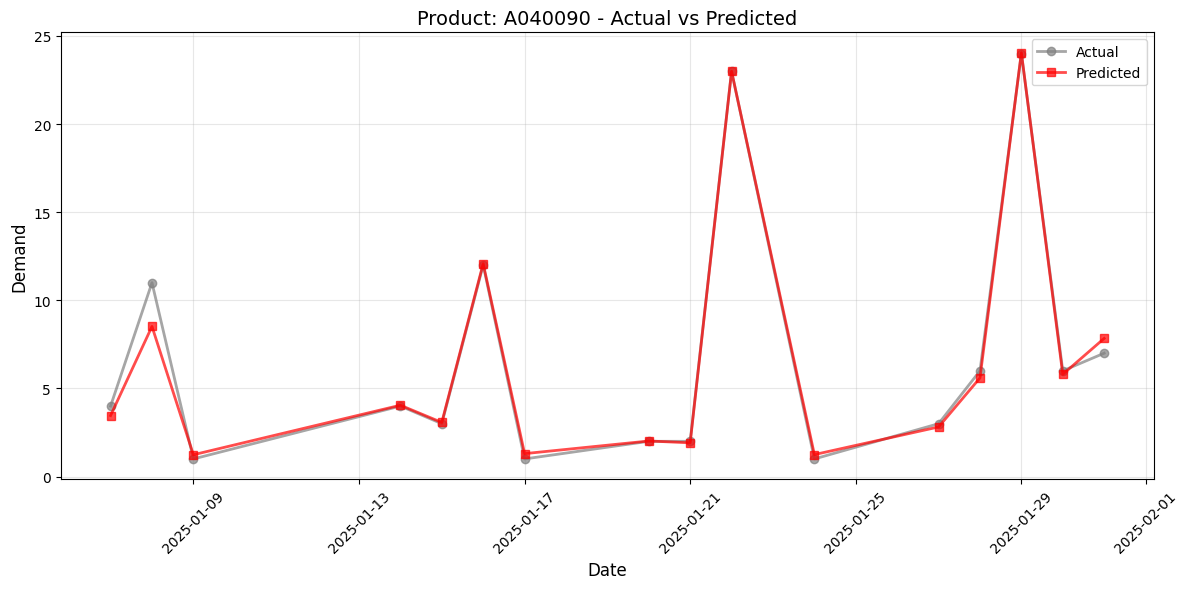 Product: A040090 - Actual vs Predicted
Actual
Predicted
Demand
25
20
15
10
5
0
2025-01-09
2025-01-13
2025-01-17
2025-01-21
2025-01-25
2025-01-29
2025-02-01
Date